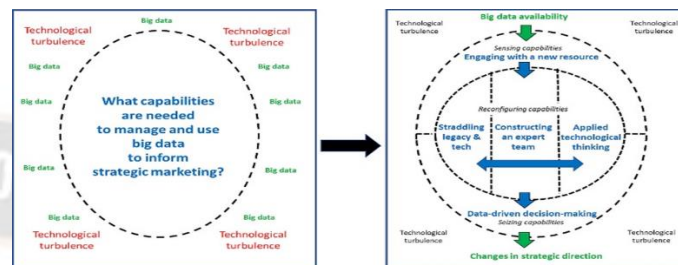 Big data
Technological
turbulence
Technological
turbulence
Big data
Big data
Big data
Big data
What capabilities
are needed
to manage and use
big data
to inform
strategic marketing?
Big data
Big data
Big data
Big data
Technological
turbulence
Technological
turbulence
Technological
turbulence
Big data availability
Technological
turbulence
Sensing capabilities
Engaging with a new resource
Reconfiguring capabilities
Straddling
legacy &
tech
Constructing
an expert
team
Applied
technological
thinking
Data-driven decision-making
Seizing capabilities
Technological
turbulence
Technological
turbulence
Changes in strategic direction